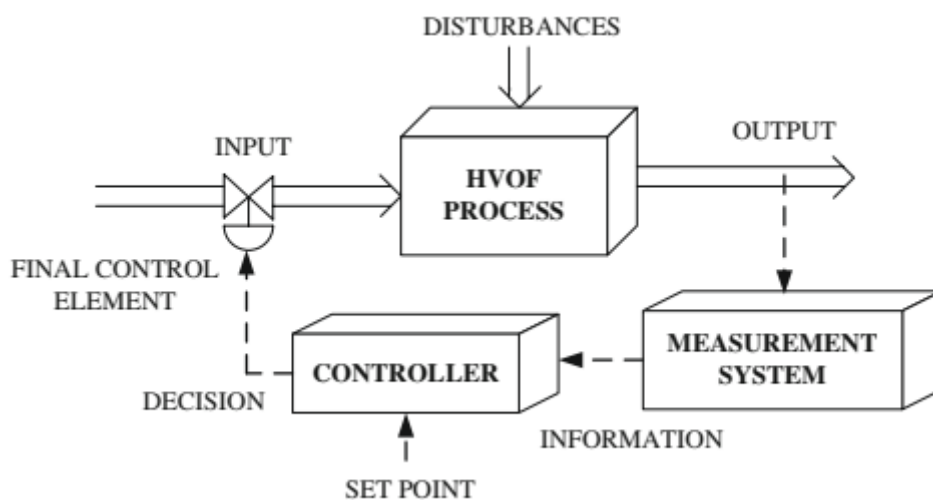 DISTURBANCES
INPUT
OUTPUT
HVOF
PROCESS
FINAL CONTROL
ELEMENT
MEASUREMENT
SYSTEM
CONTROLLER
DECISION
INFORMATION
SET POINT